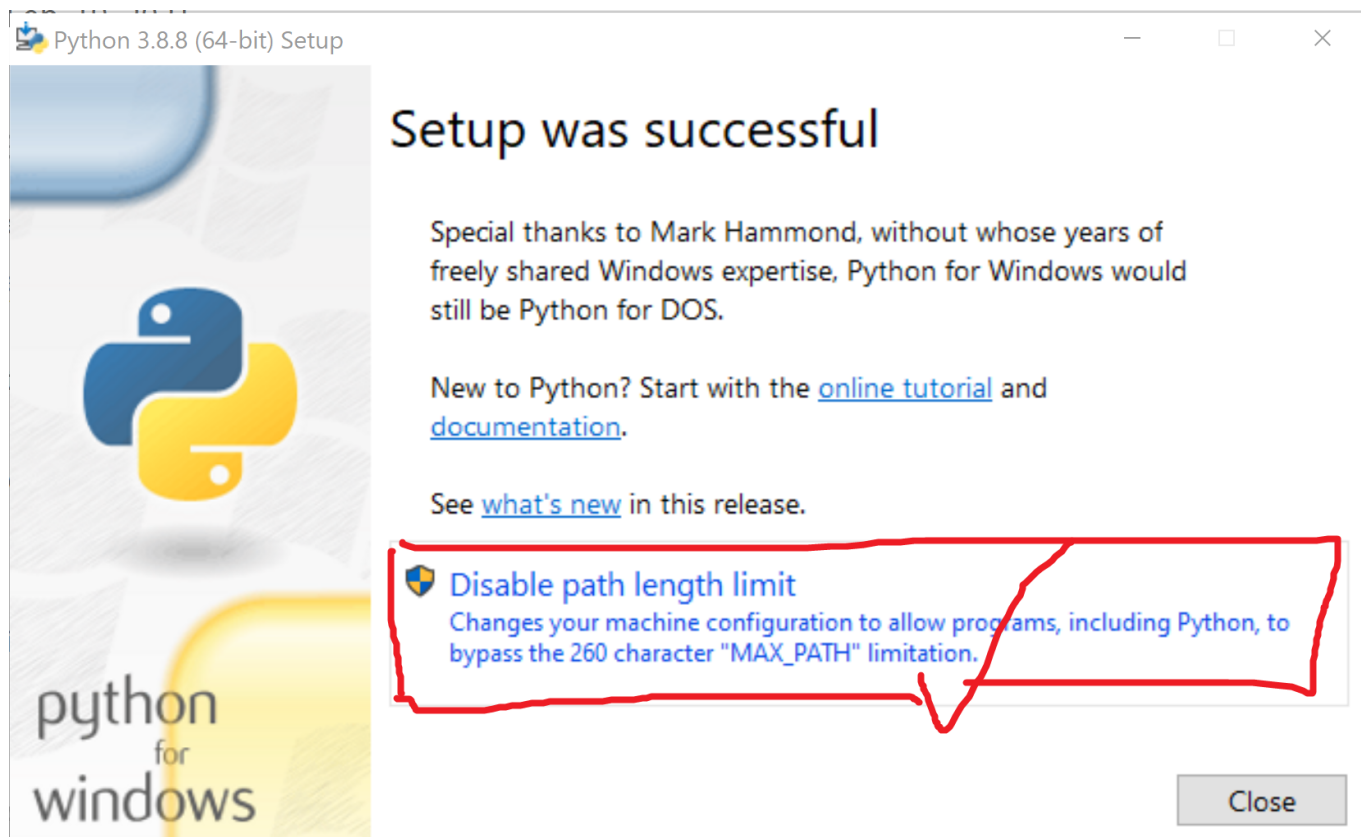 Python 3.8.8 (64-bit) Setup
Setup was successful
Special thanks to Mark Hammond, without whose years of
freely shared Windows expertise, Python for Windows would
still be Python for DOS.
New to Python? Start with the online tutorial and
documentation.
See what's new in this release.
Disable path length limit
Changes your machine configuration to allow programs, including Python, to
bypass the 260 character "MAX_PATH" limitation.
python
for
windows
Close